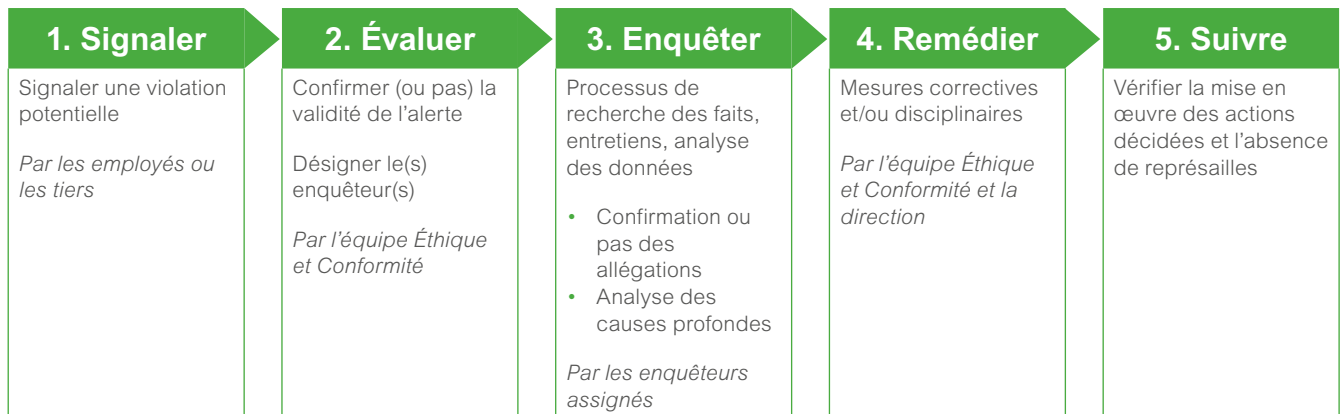 1. Signaler
Signaler une violation
potentielle
Par les employés ou
les tiers
2. Évaluer
Confirmer (ou pas) la
validité de l’alerte
Désigner le(s)
enquêteur(s)
Par l’équipe Éthique
et Conformité
3. Enquêter
Processus de
recherche des faits,
entretiens, analyse
des données
• Confirmation ou
pas des
allégations
• Analyse des
causes profondes
Par les enquêteurs
assignés
4. Remédier
Mesures correctives
et/ou disciplinaires
Par l’équipe Éthique
et Conformité et la
direction
5. Suivre
Vérifier la mise en
œuvre des actions
décidées et l’absence
de représailles